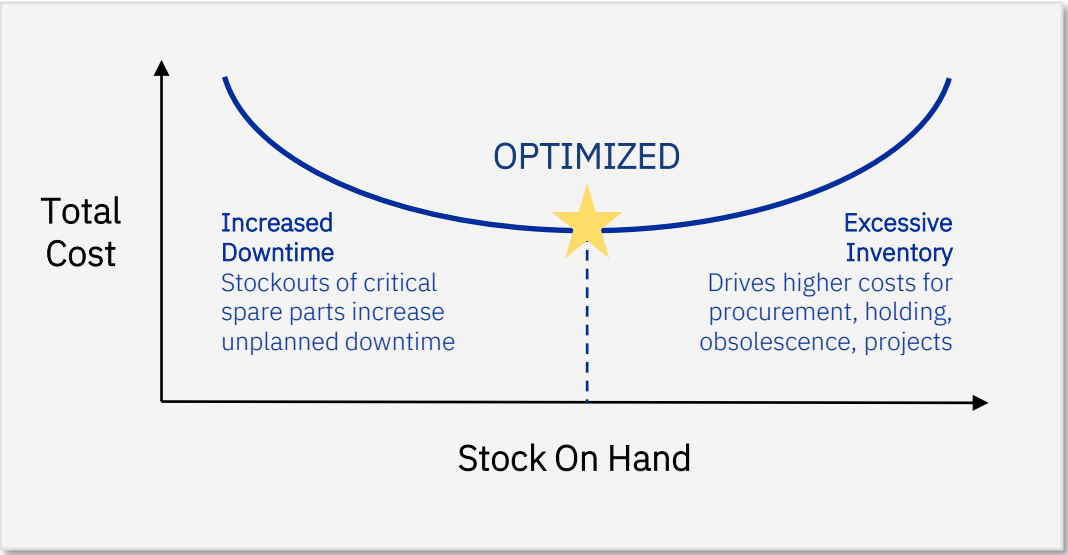 OPTIMIZED
Total
Cost
Increased
Downtime
Stockouts of critical
spare parts increase
unplanned downtime
Excessive
Inventory
Drives higher costs for
procurement, holding,
obsolescence, projects
Stock On Hand